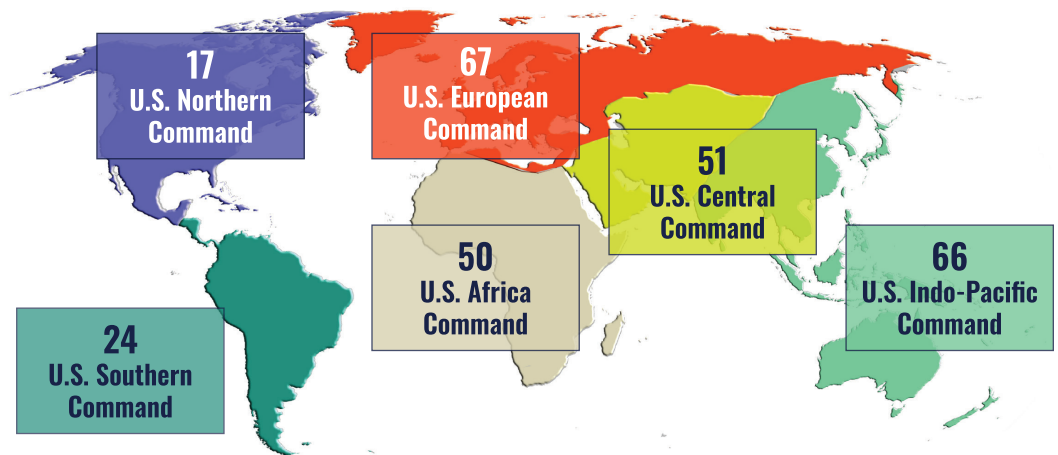 17
U.S. Northern
Command
67
U.S. European
Command
51
U.S. Central
Command
50
U.S. Africa
Command
66
U.S. Indo-Pacific
Command
24
U.S. Southern
Command